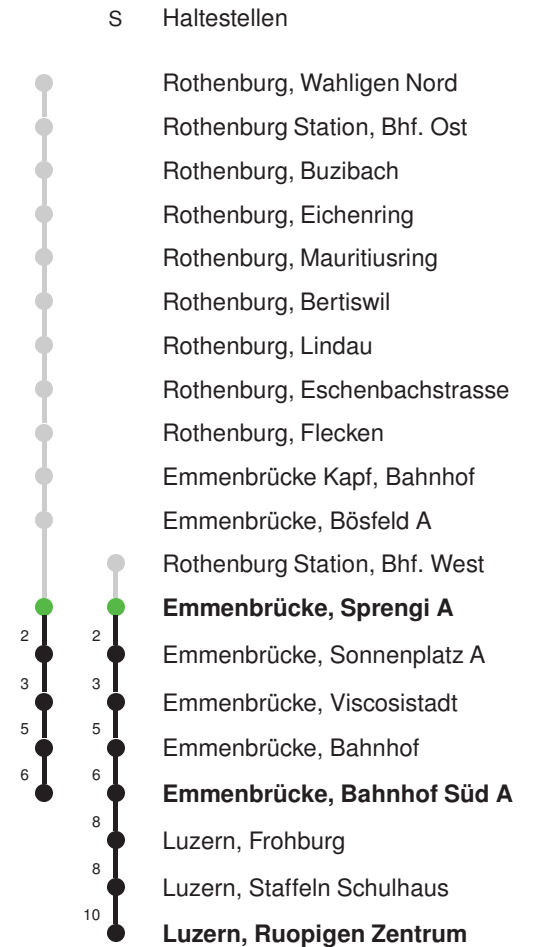 S Haltestellen
Rothenburg, Wahligen Nord
Rothenburg Station, Bhf. Ost
Rothenburg, Buzibach
Rothenburg, Eichenring
Rothenburg, Mauritiusring
Rothenburg, Bertiswil
Rothenburg, Lindau
Rothenburg, Eschenbachstrasse
Rothenburg, Flecken
Emmenbrücke Kapf, Bahnhof
Emmenbrücke, Bösfeld A
Rothenburg Station, Bhf. West
Emmenbrücke, Sprengi A
2 2 Emmenbrücke, Sonnenplatz A
3 3 Emmenbrücke, Viscosistadt
5 5 Emmenbrücke, Bahnhof
6 6 Emmenbrücke, Bahnhof Süd A
8 Luzern, Frohburg
8 Luzern, Staffeln Schulhaus
10 Luzern, Ruopigen Zentrum